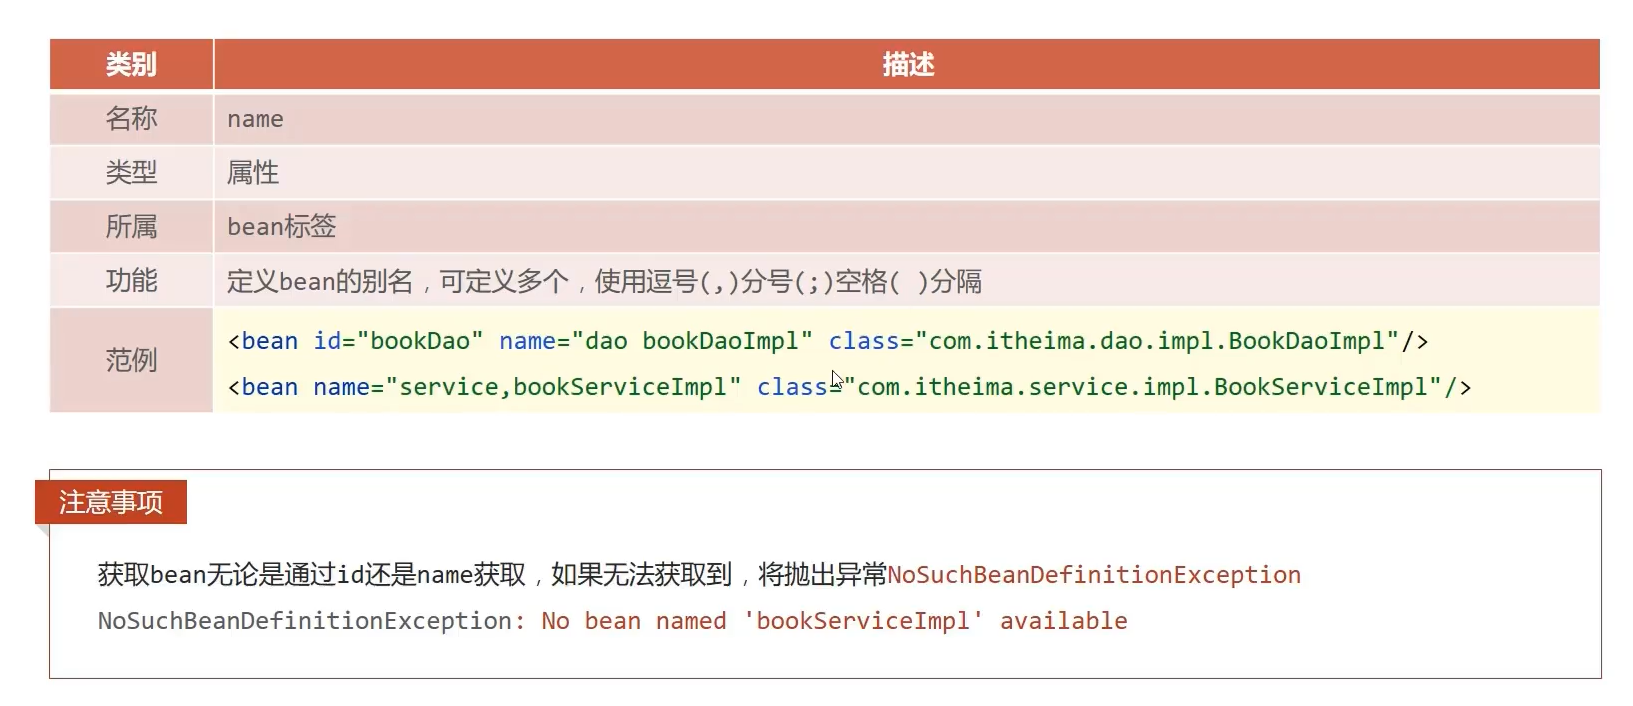 类别 描述
名称 name
类型 属性
所属 bean标签
功能 定义bean的别名，可定义多个，使用逗号(,)分号(;)空格( )分隔
范例
<bean id="bookDao" name="dao bookDaoImpl" class="com.itheima.dao.impl.BookDaoImpl"/>
<bean name="service,bookServiceImpl" class="com.itheima.service.impl.BookServiceImpl"/>
注意事项
获取bean无论是通过id还是name获取，如果无法获取到，将抛出异常NoSuchBeanDefinitionException
NoSuchBeanDefinitionException: No bean named 'bookServiceImpl' available